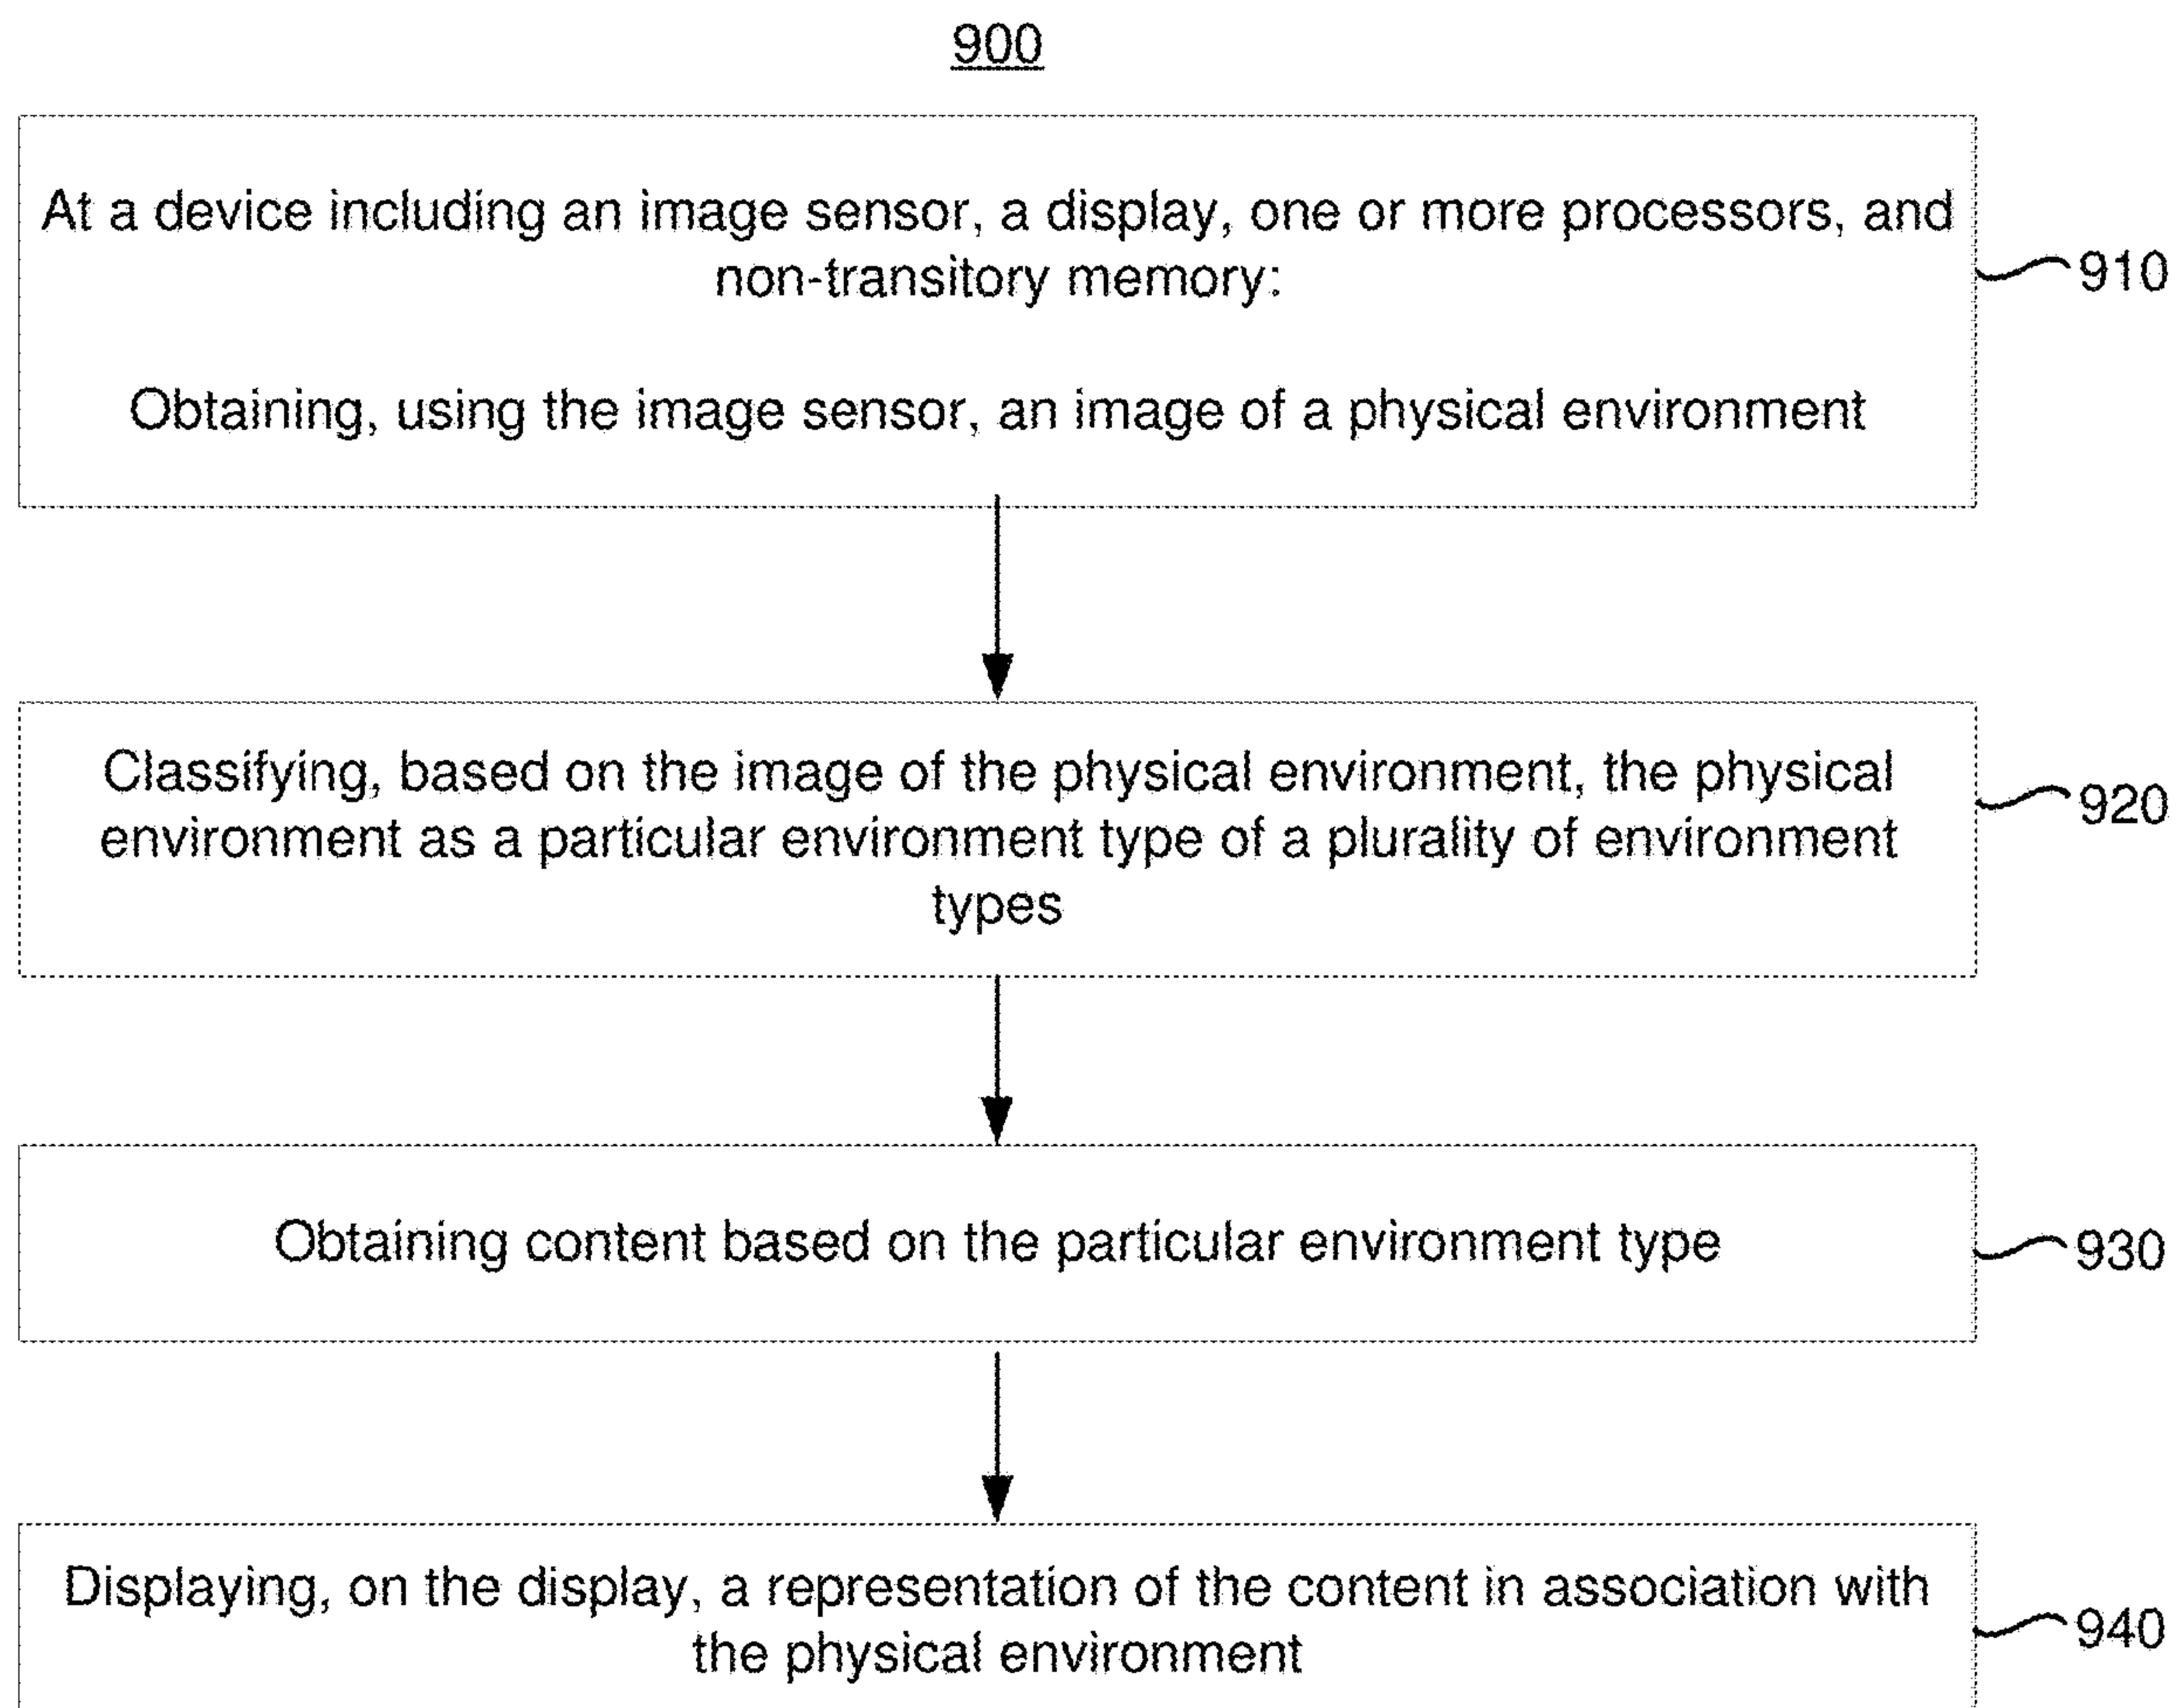 900
At a device including an image sensor, a display, one or more processors, and
non-transitory memory:
Obtaining, using the image sensor, an image of a physical environment
910
Classifying, based on the image of the physical environment, the physical
environment as a particular environment type of a plurality of environment
types
920
Obtaining content based on the particular environment type
930
Displaying, on the display, a representation of the content in association with
the physical environment
940